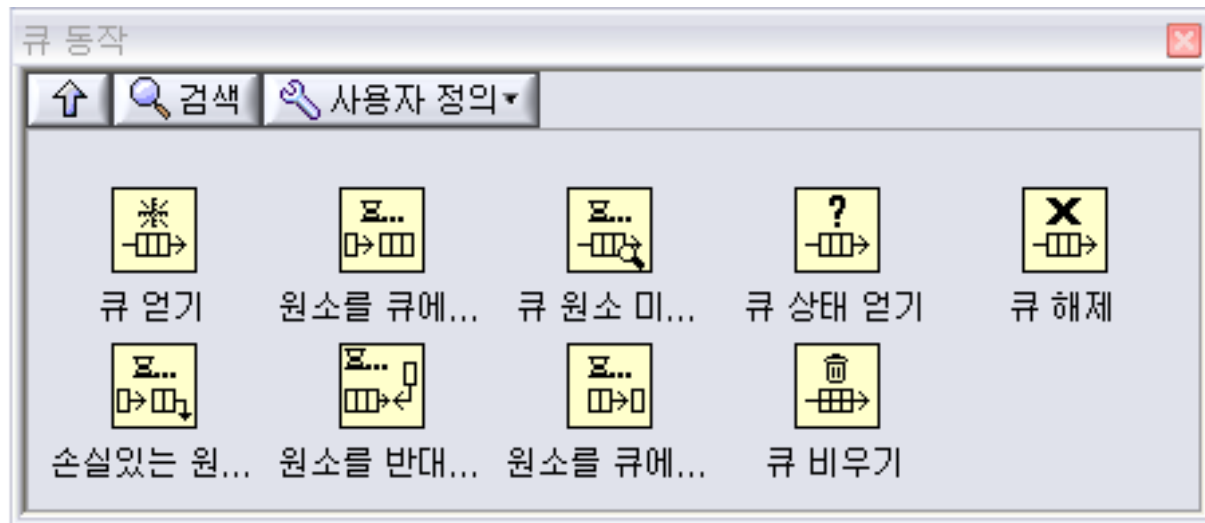 큐 동작
검색 사용자 정의
큐 얻기 원소를 큐에... 큐 원소 미... 큐 상태 얻기 큐 해제
손실있는 원... 원소를 반대... 원소를 큐에... 큐 비우기